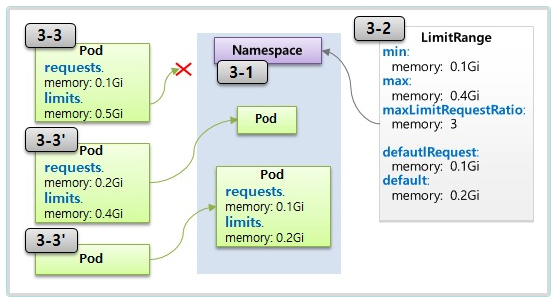 3-3
Pod
requests.
memory: 0.1Gi
limits.
memory: 0.5Gi
3-3'
Pod
requests.
memory: 0.2Gi
limits.
memory: 0.4Gi
3-3'
Pod
Namespace
3-1
Pod
Pod
requests.
memory: 0.1Gi
limits.
memory: 0.2Gi
3-2
LimitRange
min:
memory: 0.1Gi
max:
memory: 0.4Gi
maxLimitRequestRatio:
memory: 3
defautlRequest:
memory: 0.1Gi
default:
memory: 0.2Gi